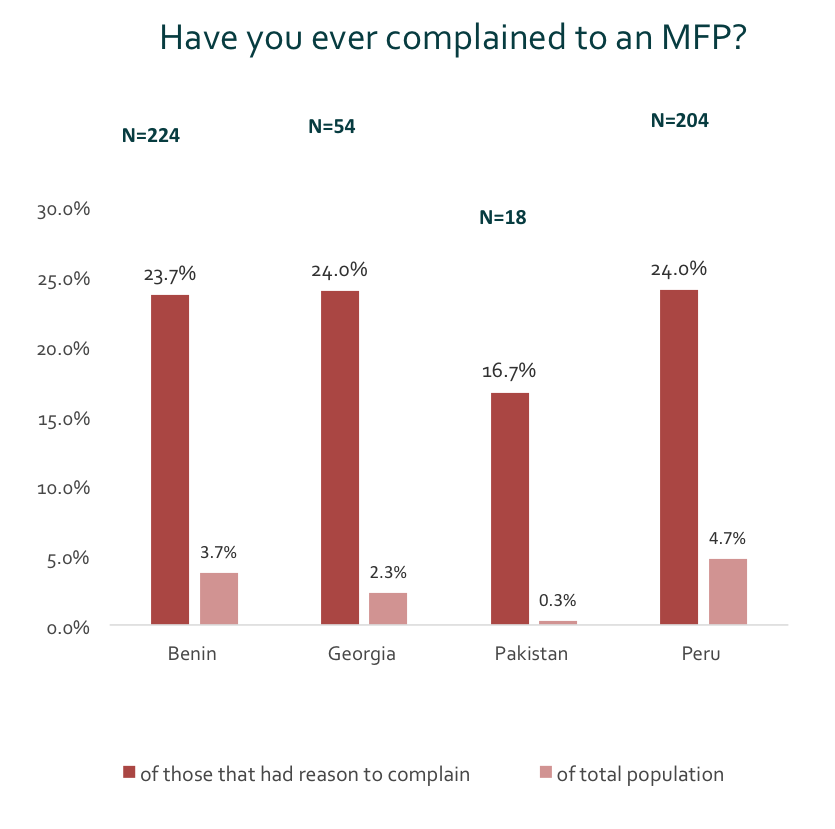 Have you ever complained to an MFP?
N=224
N=54
N=204
N=18
30.0%
25.0%
20.0%
15.0%
10.0%
5.0%
0.0%
23.7%
3.7%
24.0%
2.3%
16.7%
0.3%
24.0%
4.7%
Benin
Georgia
Pakistan
Peru
of those that had reason to complain
of total population